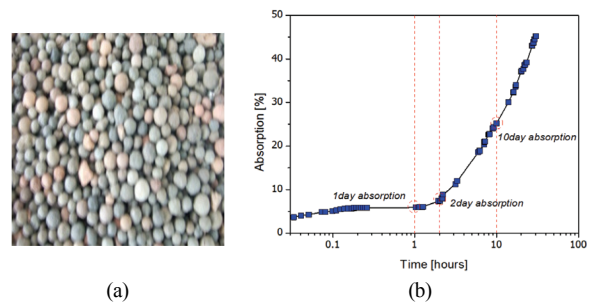 (a)
(b)
Absorption [%]
50
40
30
20
10
0
1day absorption
2day absorption
10day absorption
0.1
1
10
100
Time [hours]